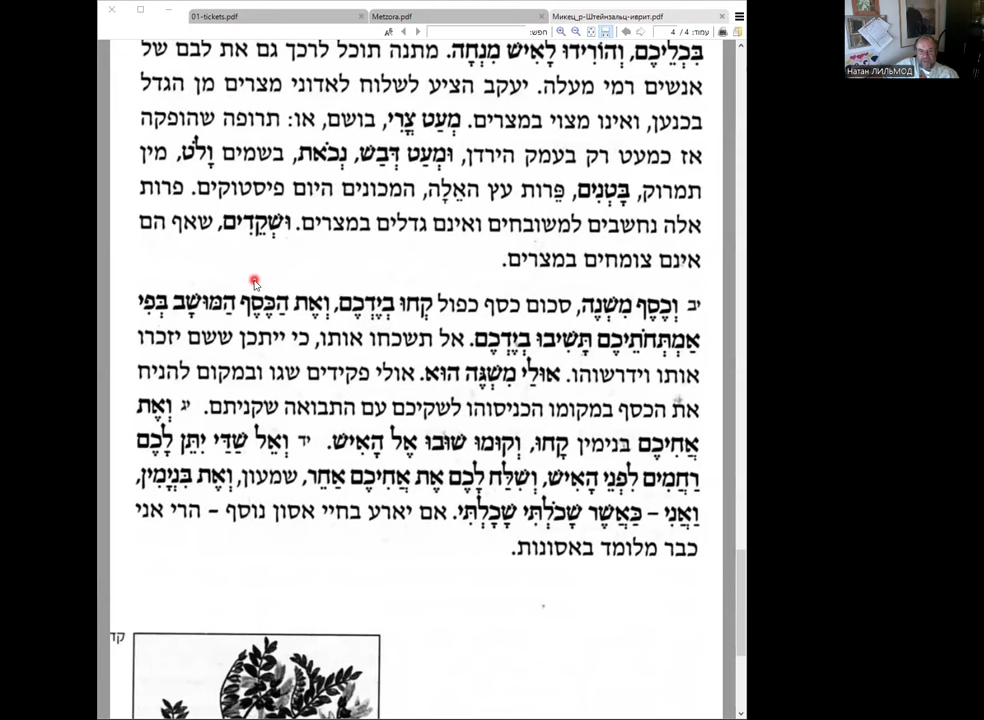 01-tickets.pdf
Metzora.pdf
Микец_р-Штейнзальц-иврит.pdf
עמוד: 4 / 4
חפש:
Натан ЛИЛЬМОД
בִּכְלֵיכֶם, וְהוֹרִידוּ לָאִישׁ מִנְחָה. מתנה תוכל לרכך גם את לבם של
אנשים רמי מעלה. יעקב הציע לשלוח לאדוני מצרים מן הגדל
בכנען, ואינו מצוי במצרים. מְעַט צֳרִי, בושם, או: תרופה שהופקה
אז כמעט רק בעמק הירדן, וּמְעַט דְּבַשׁ, נְכֹאת, בשמים וָלֹט, מין
תמרוק, בָּטְנִים, פֵּרות עץ האֵלָה, המכונים היום פיסטוקים. פרות
אלה נחשבים למשובחים ואינם גדלים במצרים. וּשְׁקֵדִים, שאף הם
אינם צומחים במצרים.
יב וְכֶסֶף מִשְׁנֶה, סכום כסף כפול קְחוּ בְיֶדְכֶם, וְאֶת הַכֶּסֶף הַמּוּשָׁב בְּפִי
אַמְתְּחֹתֵיכֶם תָּשִׁיבוּ בְיֶדְכֶם. אל תשכחו אותו, כי ייתכן ששם יזכרו
אותו וידרשוהו. אוּלַי מִשְׁגֶּה הוּא. אולי פקידים שגו ובמקום להניח
את הכסף במקומו הכניסוהו לשקיכם עם התבואה שקניתם. יג וְאֶת
אֲחִיכֶם בנימין קָחוּ, וְקוּמוּ שׁוּבוּ אֶל הָאִישׁ. יד וְאֵל שַׁדַּי יִתֵּן לָכֶם
רַחֲמִים לִפְנֵי הָאִישׁ, וְשִׁלַּח לָכֶם אֶת אֲחִיכֶם אַחֵר, שמעון, וְאֶת בִּנְיָמִין,
וַאֲנִי – כַּאֲשֶׁר שָׁכֹלְתִּי שָׁכָלְתִּי. אם יארע בחיי אסון נוסף – הרי אני
כבר מלומד באסונות.
קד